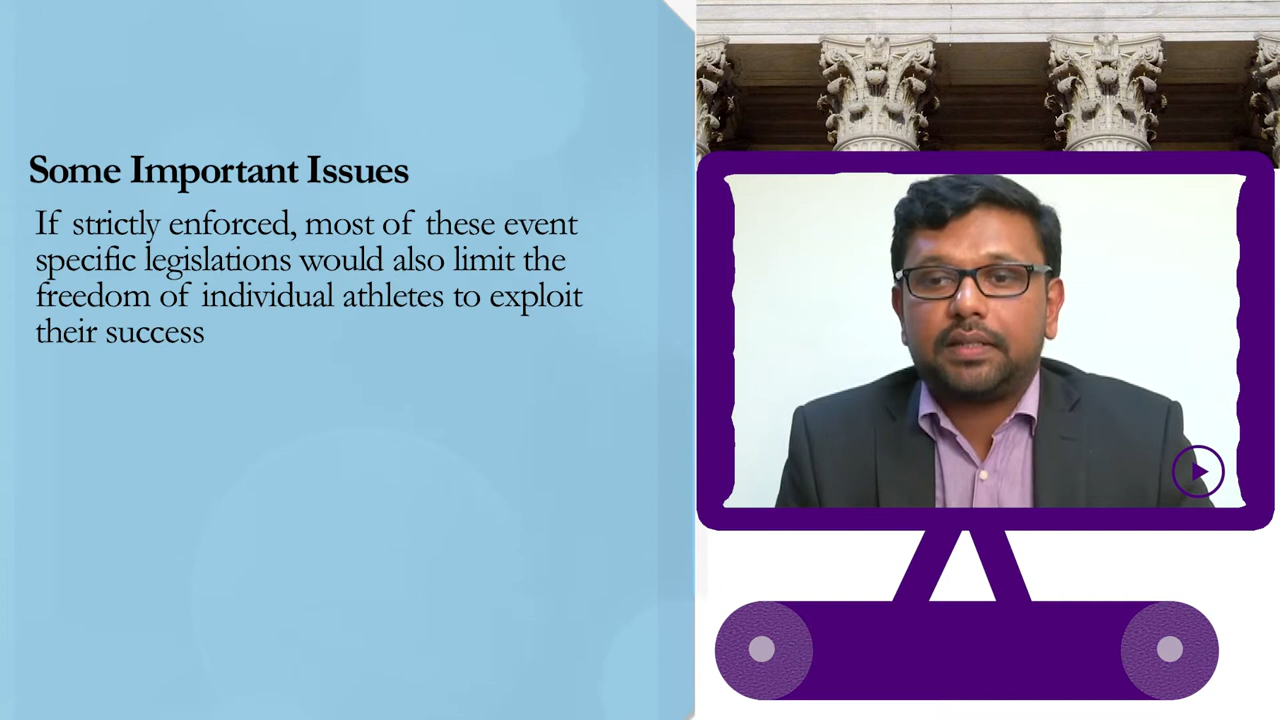 Some Important Issues
If strictly enforced, most of these event
specific legislations would also limit the
freedom of individual athletes to exploit
their success